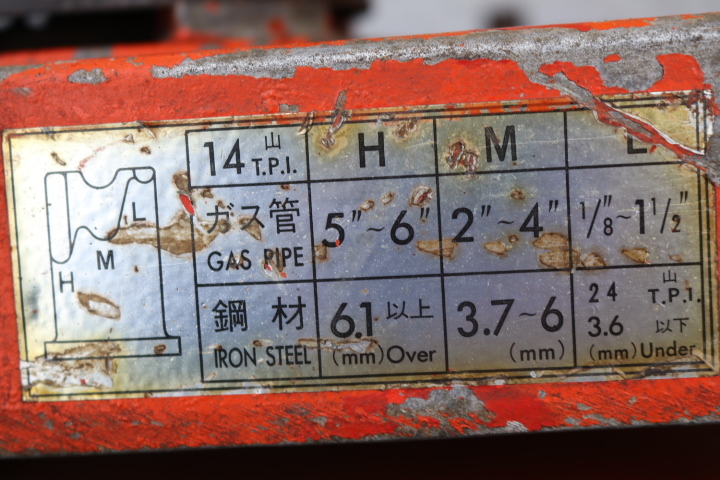 L
M
H
14 山 T.P.I. H M L
ガス管 5"~6" 2"~4" 1/8"~1 1/2"
GAS PIPE
鋼材 6.1 以上 3.7~6 24 山 T.P.I.
3.6 以下
IRON STEEL (mm) Over (mm) (mm) Under